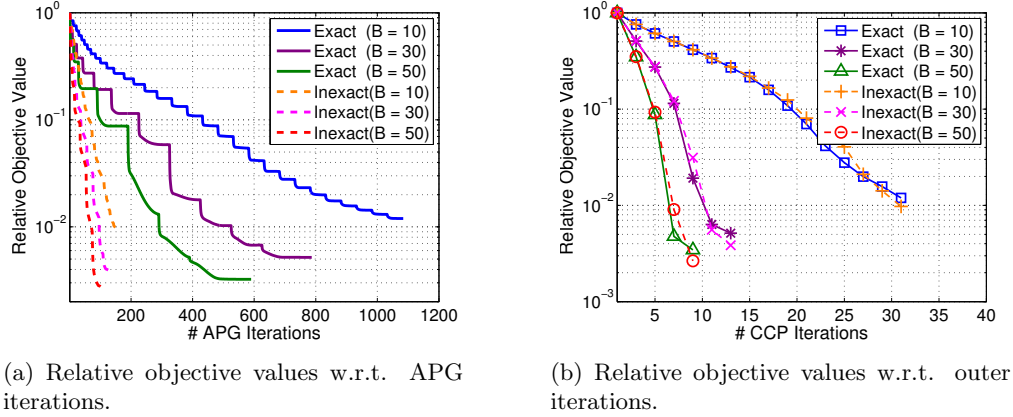 10^0
10^-1
10^-2
Relative Objective Value
200 400 600 800 1000 1200
# APG Iterations
Exact (B = 10)
Exact (B = 30)
Exact (B = 50)
Inexact(B = 10)
Inexact(B = 30)
Inexact(B = 50)
(a) Relative objective values w.r.t. APG
iterations.
10^0
10^-1
10^-2
10^-3
Relative Objective Value
5 10 15 20 25 30 35 40
# CCP Iterations
Exact (B = 10)
Exact (B = 30)
Exact (B = 50)
Inexact(B = 10)
Inexact(B = 30)
Inexact(B = 50)
(b) Relative objective values w.r.t. outer
iterations.